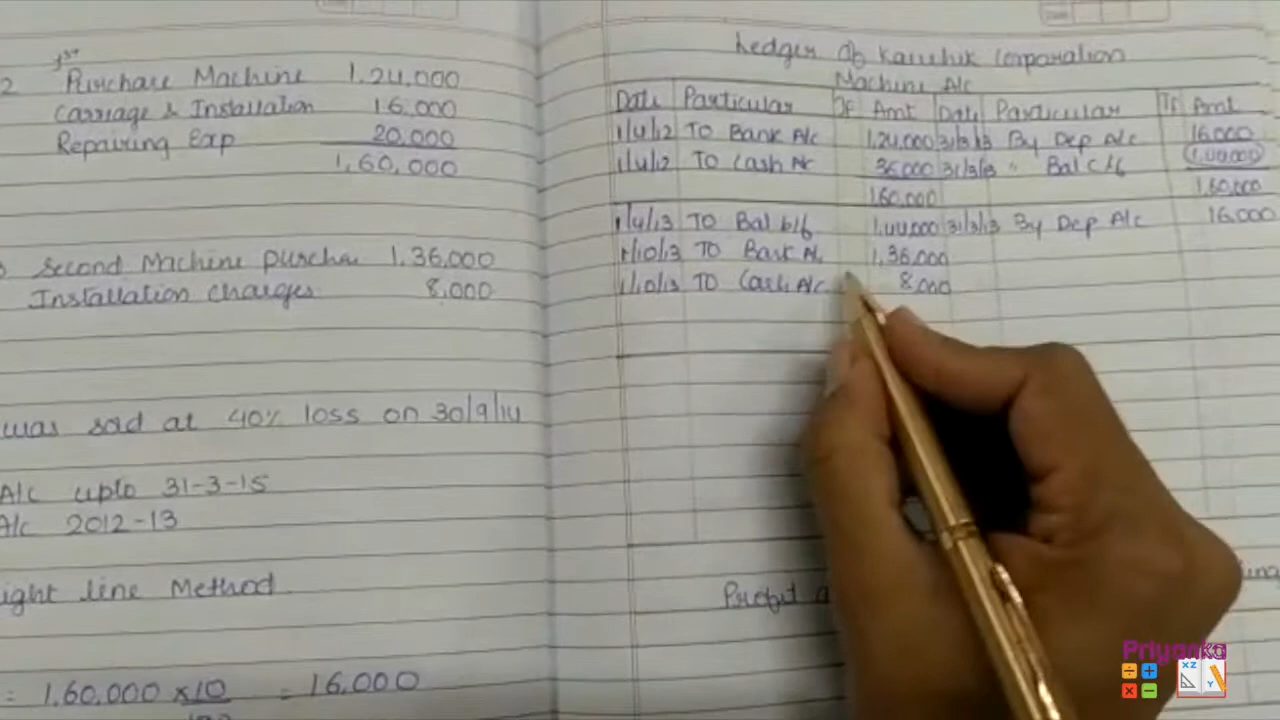 1st
2 Purchase Machine 1,24,000
Carriage & Installation 16,000
Repairing Exp 20,000
1,60,000
Second Machine purchase 1,36,000
Installation charges 8,000
was sold at 40% loss on 30/9/14
A/c upto 31-3-15
A/c 2012-13
ight line Method
= 1,60,000 x10 = 16,000
Ledger of Kaushik Corporation
Machine A/c
Date Particular JF Amt Date Particular JF Amt
1/4/12 TO Bank A/c 1,24,000 31/3/13 By Dep A/c 16,000
1/4/12 TO Cash A/c 36,000 31/3/13 " Bal c/f 1,44,000
1,60,000 1,60,000
1/4/13 TO Bal b/f 1,44,000 31/3/13 By Dep A/c 16,000
1/10/13 TO Bank A/c 1,36,000
1/10/13 TO Cash A/c 8,000
Profit a
Priyanka